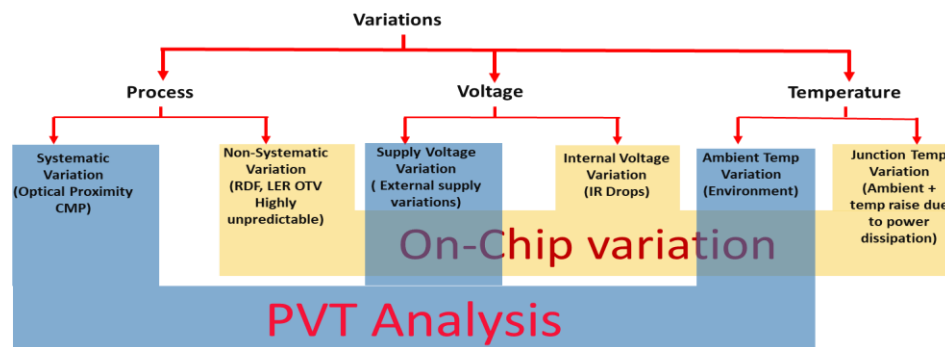 Variations
Process
Voltage
Temperature
Systematic
Variation
(Optical Proximity
CMP)
Non-Systematic
Variation
(RDF, LER OTV
Highly
unpredictable)
Supply Voltage
Variation
( External supply
variations)
Internal Voltage
Variation
(IR Drops)
Ambient Temp
Variation
(Environment)
Junction Temp
Variation
(Ambient +
temp raise due
to power
dissipation)
On-Chip variation
PVT Analysis